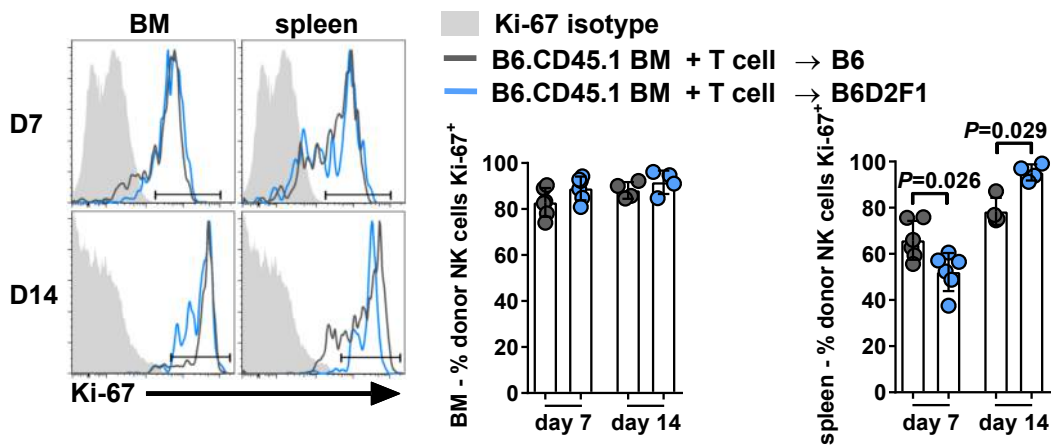 BM spleen
D7
D14
Ki-67
Ki-67 isotype
B6.CD45.1 BM + T cell → B6
B6.CD45.1 BM + T cell → B6D2F1
BM - % donor NK cells Ki-67+
100
80
60
40
20
0
day 7 day 14
spleen - % donor NK cells Ki-67+
100
80
60
40
20
0
P=0.026
P=0.029
day 7 day 14